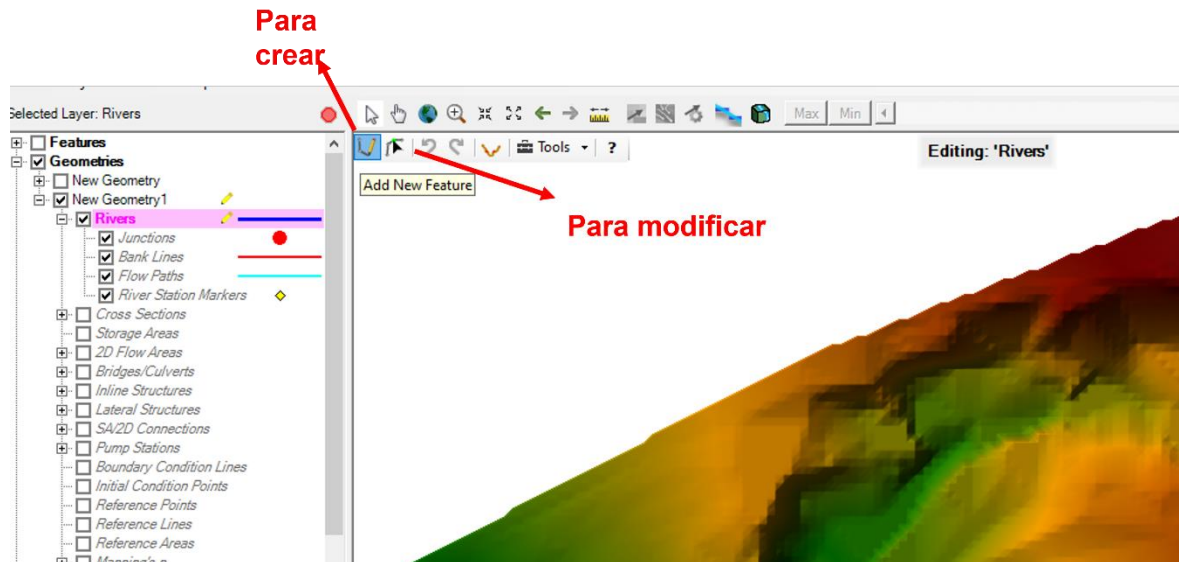 Para
crear
Selected Layer: Rivers
Max Min
Features
Geometries
New Geometry
New Geometry1
Rivers
Junctions
Bank Lines
Flow Paths
River Station Markers
Cross Sections
Storage Areas
2D Flow Areas
Bridges/Culverts
Inline Structures
Lateral Structures
SA/2D Connections
Pump Stations
Boundary Condition Lines
Initial Condition Points
Reference Points
Reference Lines
Reference Areas
Manning's n
Tools ?
Editing: 'Rivers'
Add New Feature
Para modificar